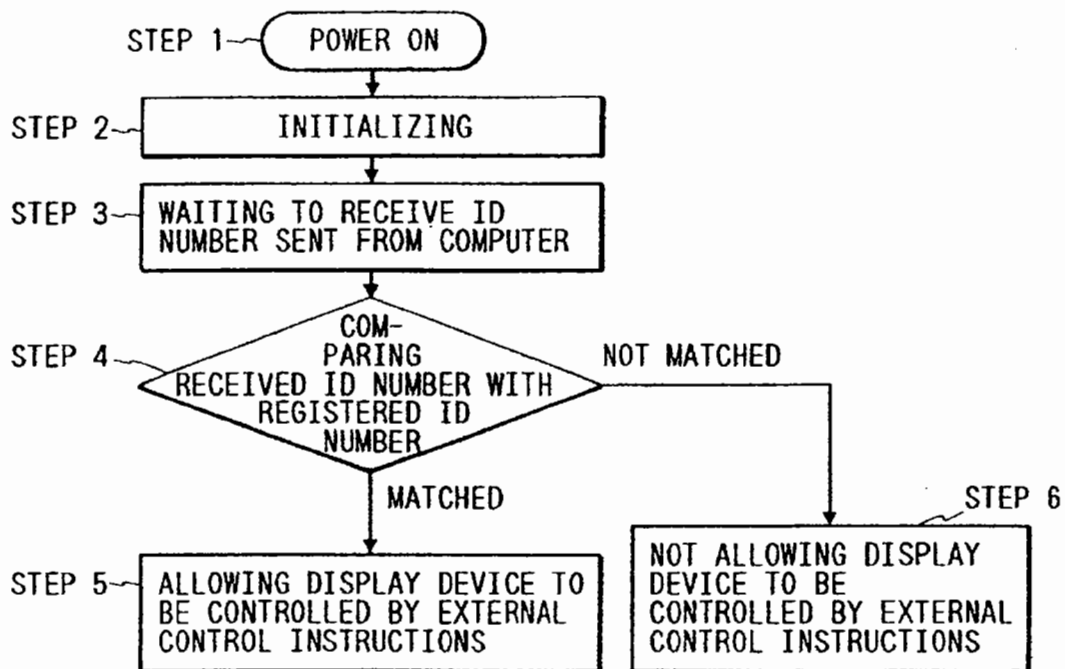 STEP 1
POWER ON
STEP 2
INITIALIZING
STEP 3
WAITING TO RECEIVE ID
NUMBER SENT FROM COMPUTER
STEP 4
COM-
PARING
RECEIVED ID NUMBER WITH
REGISTERED ID
NUMBER
NOT MATCHED
MATCHED
STEP 5
ALLOWING DISPLAY DEVICE TO
BE CONTROLLED BY EXTERNAL
CONTROL INSTRUCTIONS
STEP 6
NOT ALLOWING DISPLAY
DEVICE TO BE
CONTROLLED BY EXTERNAL
CONTROL INSTRUCTIONS